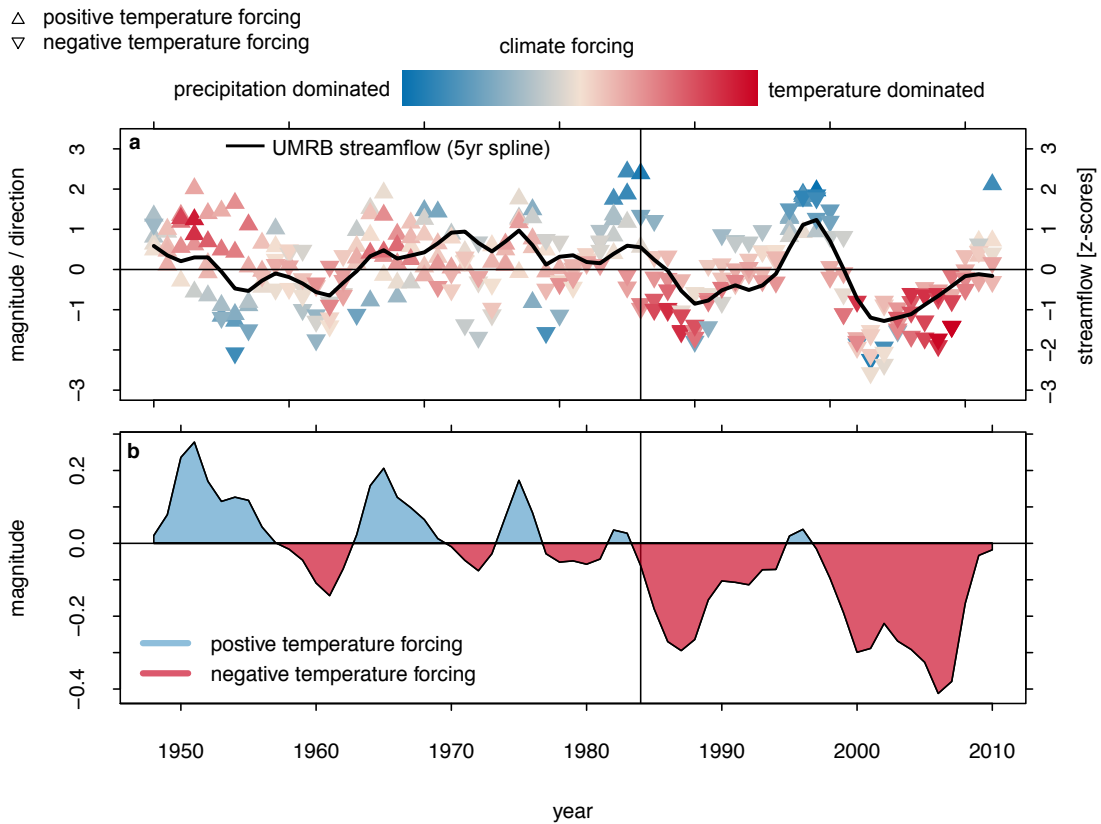 positive temperature forcing
negative temperature forcing
climate forcing
precipitation dominated
temperature dominated
a
UMRB streamflow (5yr spline)
magnitude / direction
3
2
1
0
−1
−2
−3
3
2
1
0
−1
−2
−3
streamflow [z-scores]
b
magnitude
0.2
0.0
−0.2
−0.4
postive temperature forcing
negative temperature forcing
1950 1960 1970 1980 1990 2000 2010
year